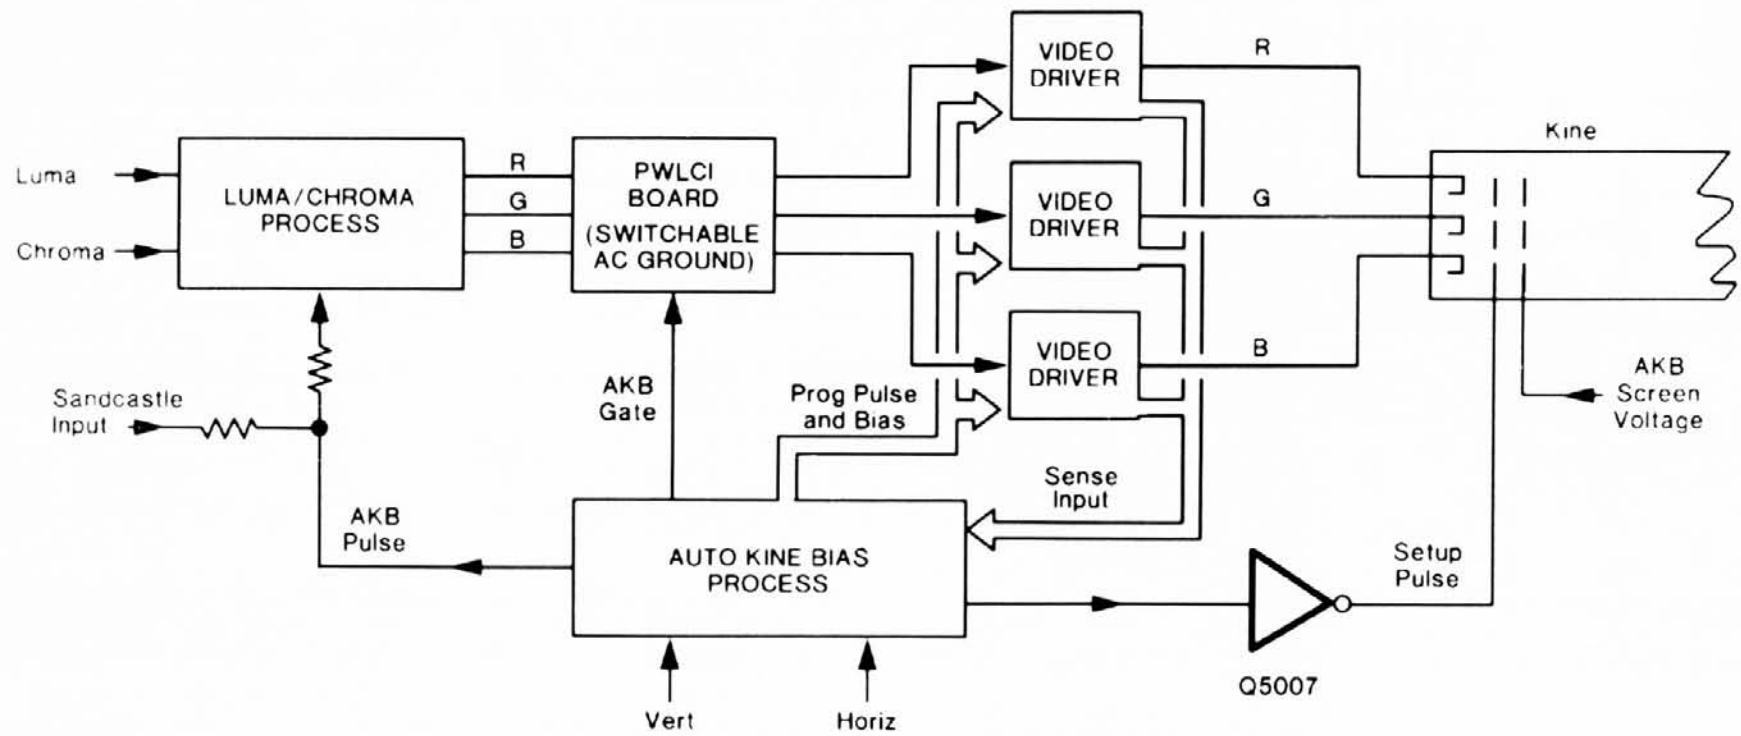 VIDEO
DRIVER
R
Kine
Luma
Chroma
LUMA/CHROMA
PROCESS
R
G
B
PWLCI
BOARD
(SWITCHABLE
AC GROUND)
VIDEO
DRIVER
G
VIDEO
DRIVER
B
AKB
Screen
Voltage
Sandcastle
Input
AKB
Gate
Prog Pulse
and Bias
Sense
Input
AKB
Pulse
AUTO KINE BIAS
PROCESS
Setup
Pulse
Q5007
Vert
Horiz